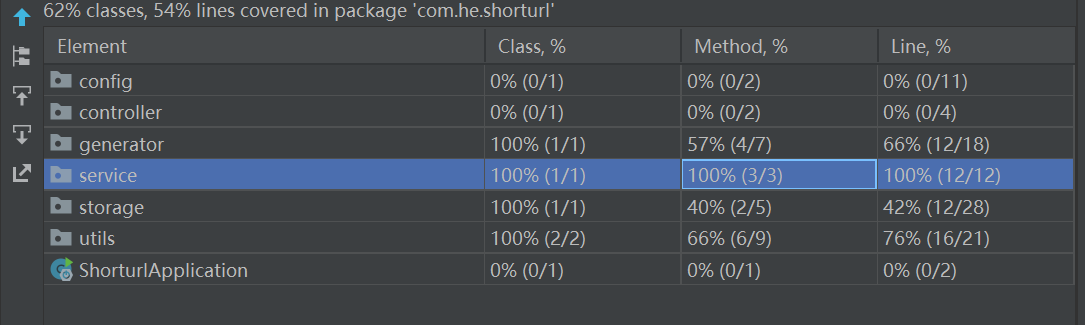 62% classes, 54% lines covered in package 'com.he.shorturl'
Element Class, % Method, % Line, %
config 0% (0/1) 0% (0/2) 0% (0/11)
controller 0% (0/1) 0% (0/2) 0% (0/4)
generator 100% (1/1) 57% (4/7) 66% (12/18)
service 100% (1/1) 100% (3/3) 100% (12/12)
storage 100% (1/1) 40% (2/5) 42% (12/28)
utils 100% (2/2) 66% (6/9) 76% (16/21)
ShorturlApplication 0% (0/1) 0% (0/1) 0% (0/2)